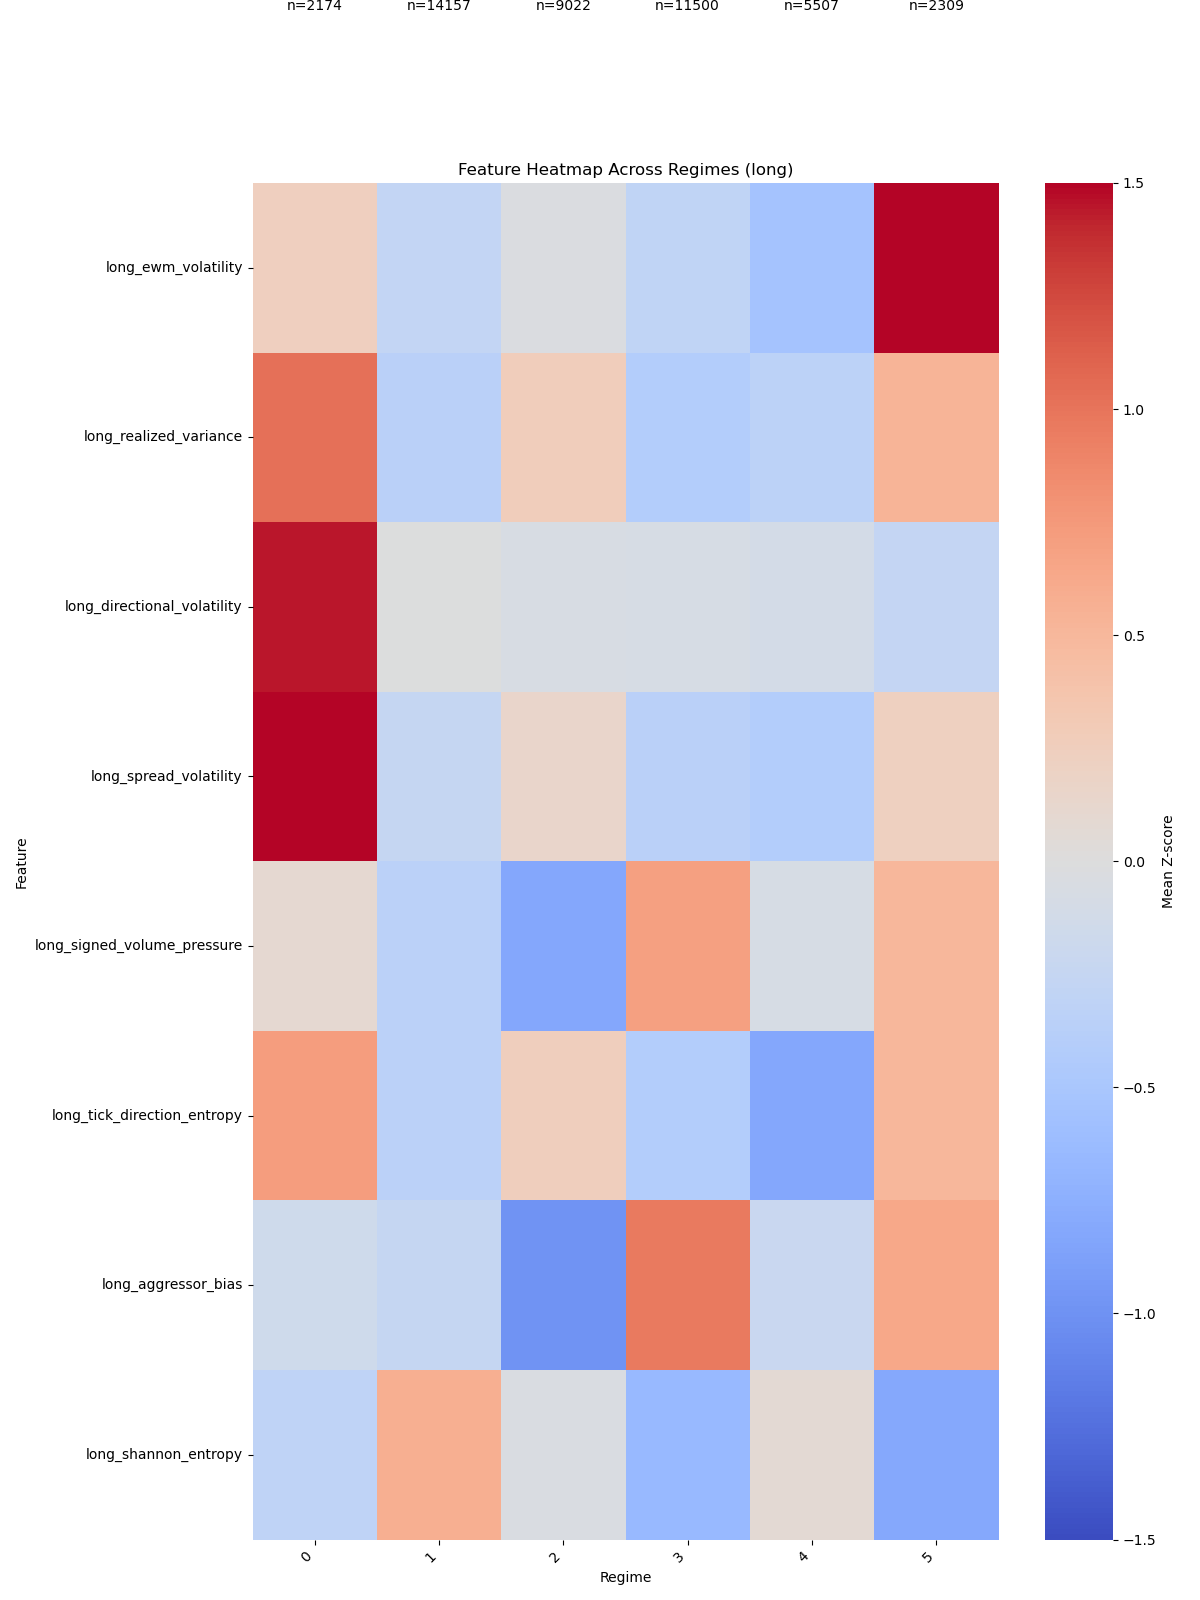 n=2174 n=14157 n=9022 n=11500 n=5507 n=2309
Feature Heatmap Across Regimes (long)
long_ewm_volatility
long_realized_variance
long_directional_volatility
long_spread_volatility
long_signed_volume_pressure
long_tick_direction_entropy
long_aggressor_bias
long_shannon_entropy
Feature
0 1 2 3 4 5
Regime
1.5
1.0
0.5
0.0
−0.5
−1.0
−1.5
Mean Z-score